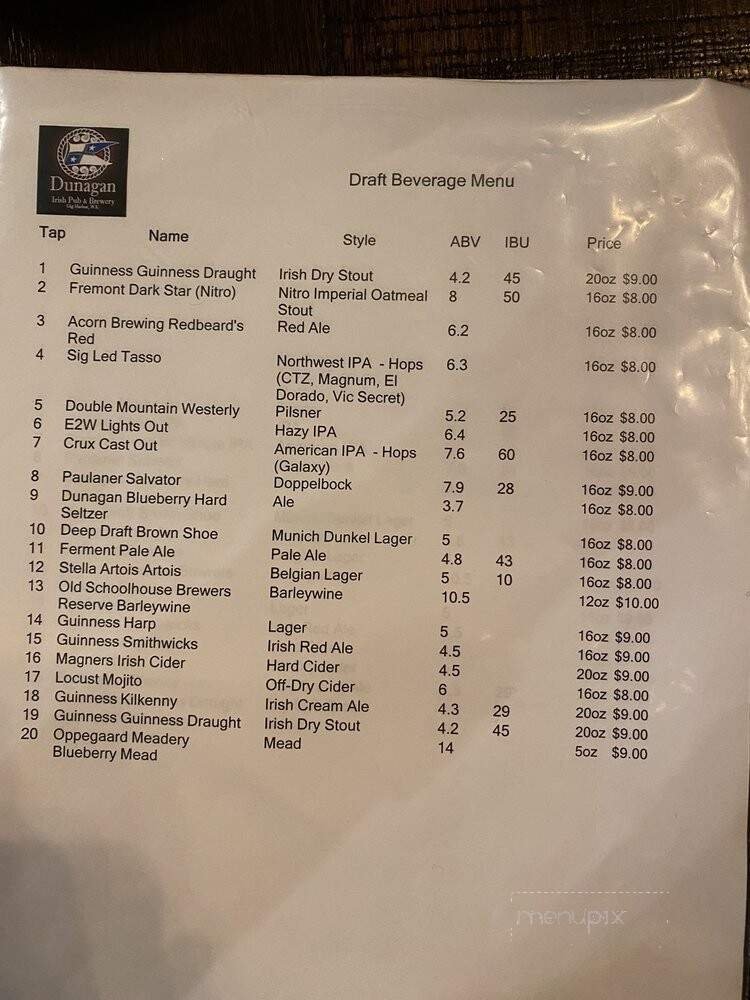 Dunagan
Irish Pub & Brewery
Gig Harbor, WA
Draft Beverage Menu
Tap Name Style ABV IBU Price
1 Guinness Guinness Draught Irish Dry Stout 4.2 45 20oz $9.00
2 Fremont Dark Star (Nitro) Nitro Imperial Oatmeal 8 50 16oz $8.00
Stout
3 Acorn Brewing Redbeard's Red Ale 6.2 16oz $8.00
Red
4 Sig Led Tasso Northwest IPA - Hops 6.3 16oz $8.00
(CTZ, Magnum, El
Dorado, Vic Secret)
5 Double Mountain Westerly Pilsner 5.2 25 16oz $8.00
6 E2W Lights Out Hazy IPA 6.4 16oz $8.00
7 Crux Cast Out American IPA - Hops 7.6 60 16oz $8.00
(Galaxy)
8 Paulaner Salvator Doppelbock 7.9 28 16oz $9.00
9 Dunagan Blueberry Hard Ale 3.7 16oz $8.00
Seltzer
10 Deep Draft Brown Shoe Munich Dunkel Lager 5 16oz $8.00
11 Ferment Pale Ale Pale Ale 4.8 43 16oz $8.00
12 Stella Artois Artois Belgian Lager 5 10 16oz $8.00
13 Old Schoolhouse Brewers Barleywine 10.5 12oz $10.00
Reserve Barleywine
14 Guinness Harp Lager 5 16oz $9.00
15 Guinness Smithwicks Irish Red Ale 4.5 16oz $9.00
16 Magners Irish Cider Hard Cider 4.5 20oz $9.00
17 Locust Mojito Off-Dry Cider 6 16oz $8.00
18 Guinness Kilkenny Irish Cream Ale 4.3 29 20oz $9.00
19 Guinness Guinness Draught Irish Dry Stout 4.2 45 20oz $9.00
20 Oppegaard Meadery Mead 14 5oz $9.00
Blueberry Mead
menupix